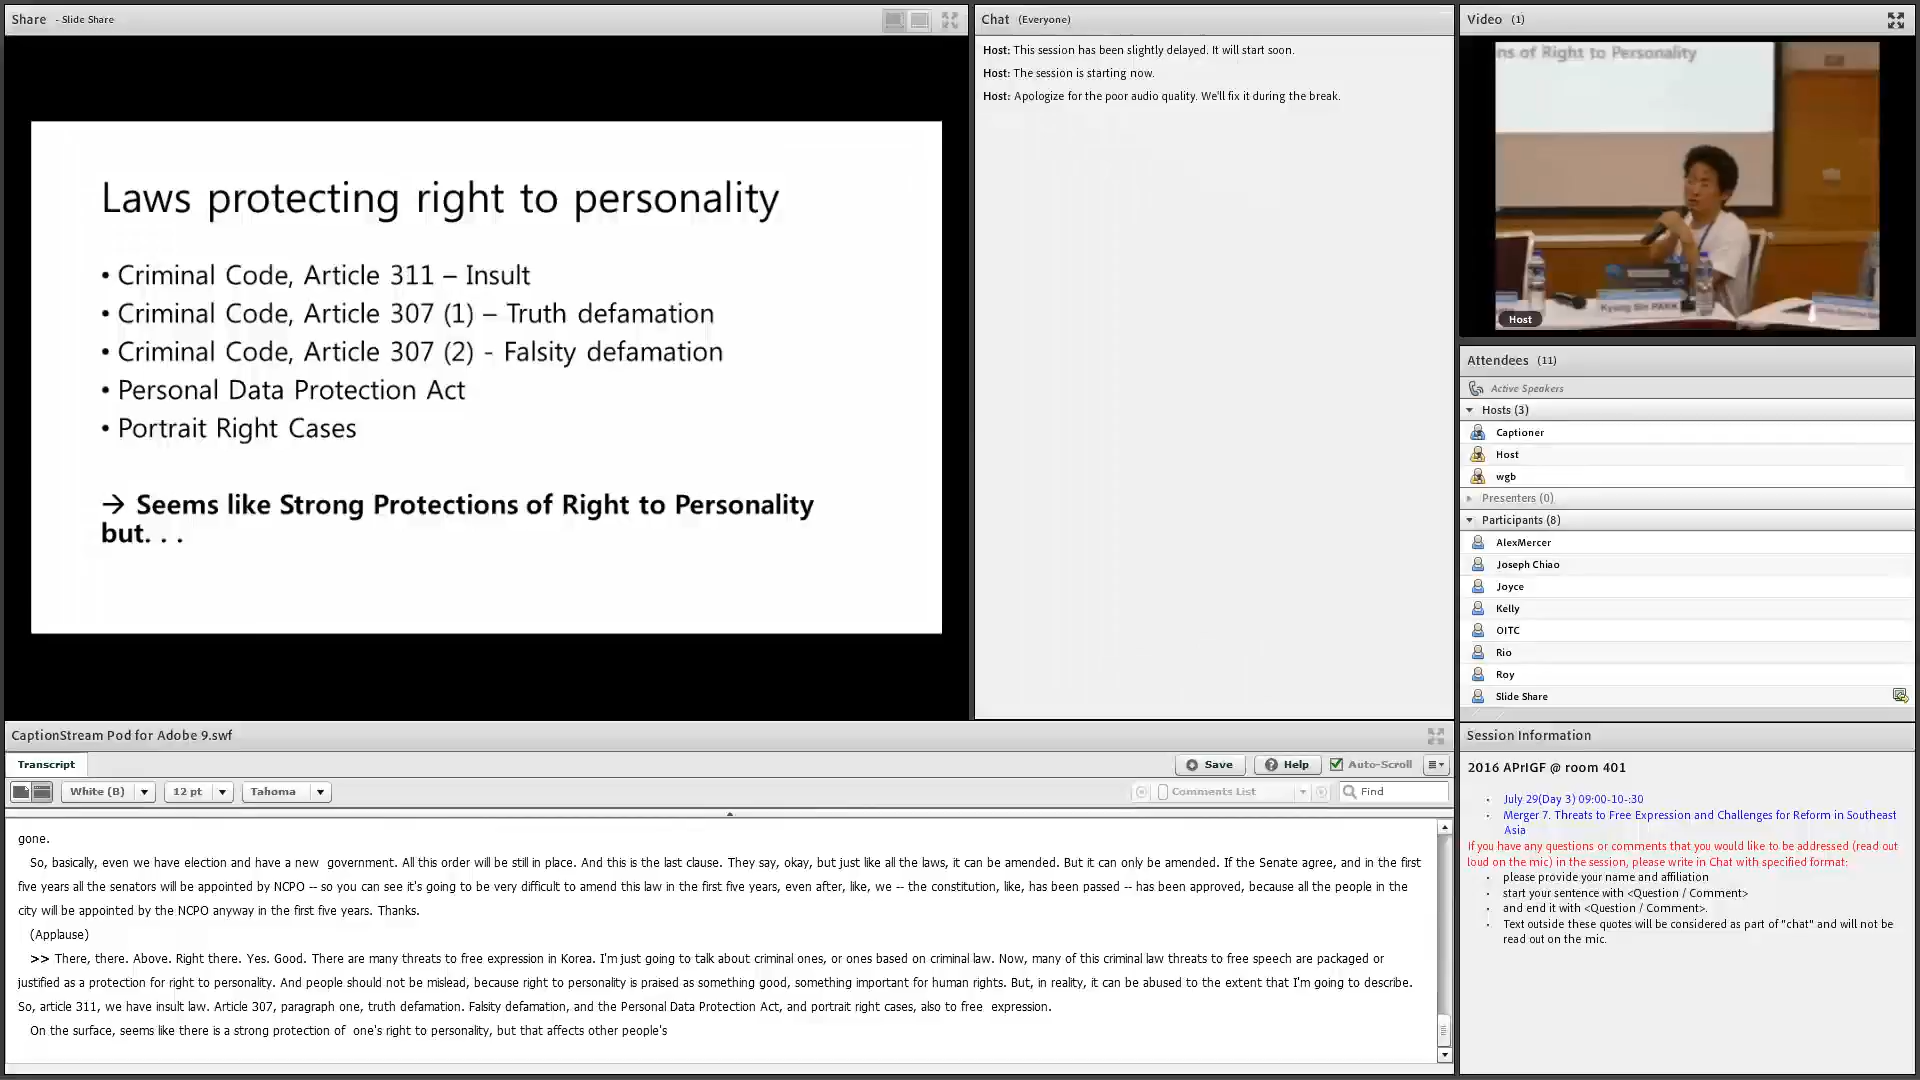 Share - Slide Share
Laws protecting right to personality
• Criminal Code, Article 311 – Insult
• Criminal Code, Article 307 (1) – Truth defamation
• Criminal Code, Article 307 (2) - Falsity defamation
• Personal Data Protection Act
• Portrait Right Cases
→ Seems like Strong Protections of Right to Personality
but. . .
Chat (Everyone)
Host: This session has been slightly delayed. It will start soon.
Host: The session is starting now.
Host: Apologize for the poor audio quality. We'll fix it during the break.
Video (1)
ns of Right to Personality
Kyung Sin PARK
Host
Attendees (11)
Active Speakers
Hosts (3)
Captioner
Host
wgb
Presenters (0)
Participants (8)
AlexMercer
Joseph Chiao
Joyce
Kelly
OITC
Rio
Roy
Slide Share
CaptionStream Pod for Adobe 9.swf
Transcript
Save Help Auto-Scroll
White (B) 12 pt Tahoma Comments List Find
gone.
So, basically, even we have election and have a new government. All this order will be still in place. And this is the last clause. They say, okay, but just like all the laws, it can be amended. But it can only be amended. If the Senate agree, and in the first
five years all the senators will be appointed by NCPO -- so you can see it's going to be very difficult to amend this law in the first five years, even after, like, we -- the constitution, like, has been passed -- has been approved, because all the people in the
city will be appointed by the NCPO anyway in the first five years. Thanks.
(Applause)
>> There, there. Above. Right there. Yes. Good. There are many threats to free expression in Korea. I'm just going to talk about criminal ones, or ones based on criminal law. Now, many of this criminal law threats to free speech are packaged or
justified as a protection for right to personality. And people should not be mislead, because right to personality is praised as something good, something important for human rights. But, in reality, it can be abused to the extent that I'm going to describe.
So, article 311, we have insult law. Article 307, paragraph one, truth defamation. Falsity defamation, and the Personal Data Protection Act, and portrait right cases, also to free expression.
On the surface, seems like there is a strong protection of one's right to personality, but that affects other people's
Session Information
2016 APrIGF @ room 401
• July 29(Day 3) 09:00-10-:30
• Merger 7. Threats to Free Expression and Challenges for Reform in Southeast
Asia
If you have any questions or comments that you would like to be addressed (read out
loud on the mic) in the session, please write in Chat with specified format:
• please provide your name and affiliation
• start your sentence with <Question / Comment>
• and end it with <Question / Comment>.
• Text outside these quotes will be considered as part of "chat" and will not be
read out on the mic.